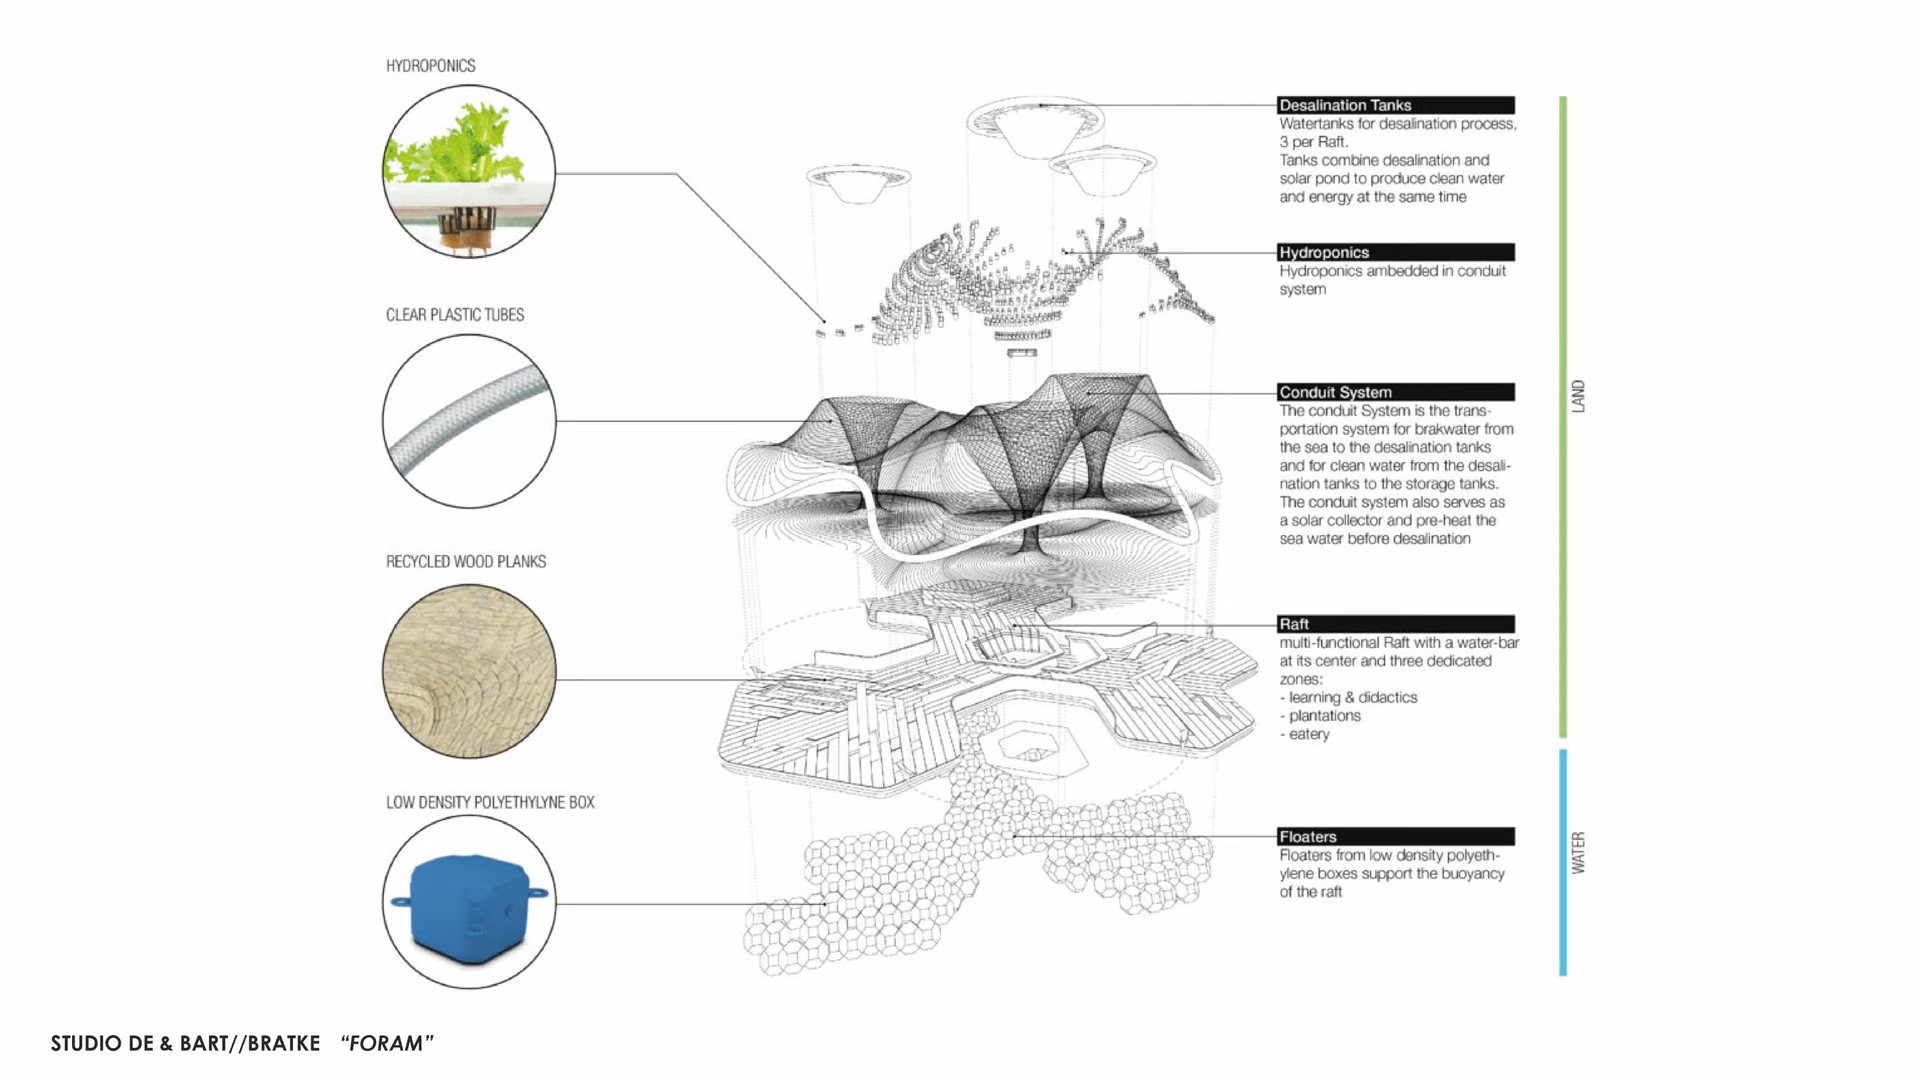 HYDROPONICS
CLEAR PLASTIC TUBES
RECYCLED WOOD PLANKS
LOW DENSITY POLYETHYLYNE BOX
Desalination Tanks
Watertanks for desalination process,
3 per Raft.
Tanks combine desalination and
solar pond to produce clean water
and energy at the same time
Hydroponics
Hydroponics ambedded in conduit
system
Conduit System
The conduit System is the trans-
portation system for brakwater from
the sea to the desalination tanks
and for clean water from the desali-
nation tanks to the storage tanks.
The conduit system also serves as
a solar collector and pre-heat the
sea water before desalination
Raft
multi-functional Raft with a water-bar
at its center and three dedicated
zones:
- learning & didactics
- plantations
- eatery
Floaters
Floaters from low density polyeth-
ylene boxes support the buoyancy
of the raft
LAND
WATER
STUDIO DE & BART//BRATKE “FORAM”